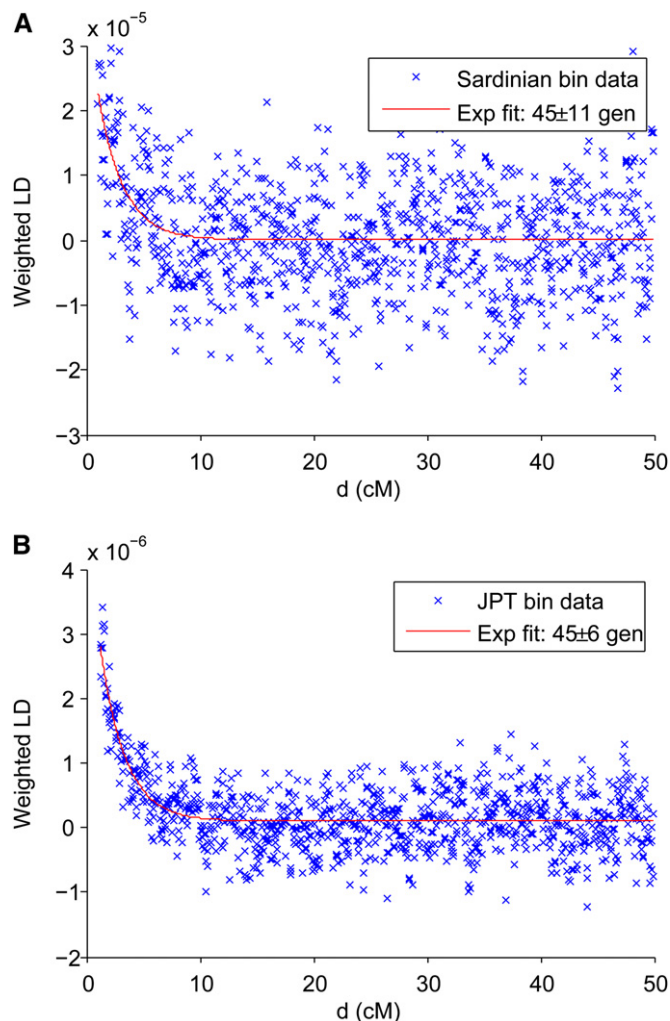 A
x 10⁻⁵
3
2
1
0
−1
−2
−3
Weighted LD
Sardinian bin data
Exp fit: 45±11 gen
0 10 20 30 40 50
d (cM)
B
x 10⁻⁶
4
3
2
1
0
−1
−2
Weighted LD
JPT bin data
Exp fit: 45±6 gen
0 10 20 30 40 50
d (cM)